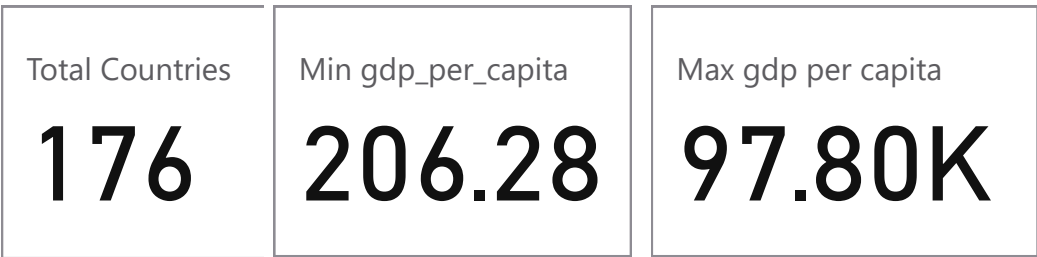 Total Countries
176
Min gdp_per_capita
206.28
Max gdp per capita
97.80K